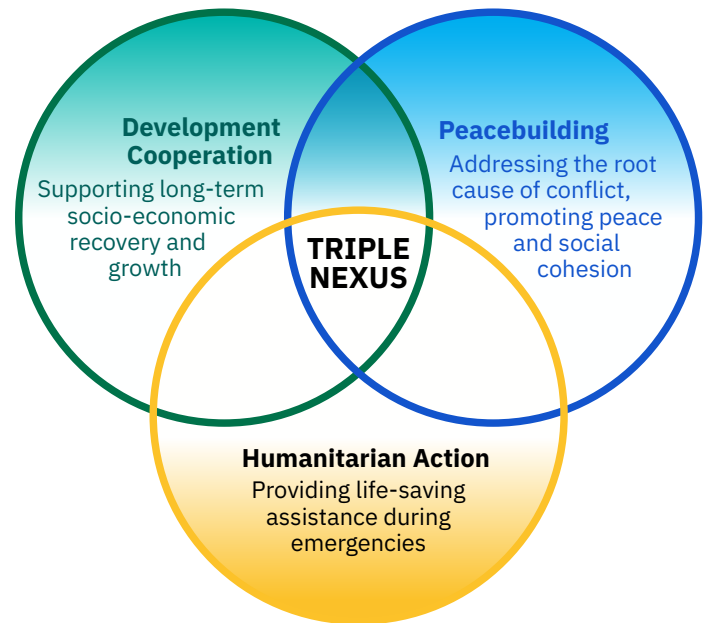 Development
Cooperation
Supporting long-term
socio-economic
recovery and
growth
Peacebuilding
Addressing the root
cause of conflict,
promoting peace
and social
cohesion
TRIPLE
NEXUS
Humanitarian Action
Providing life-saving
assistance during
emergencies